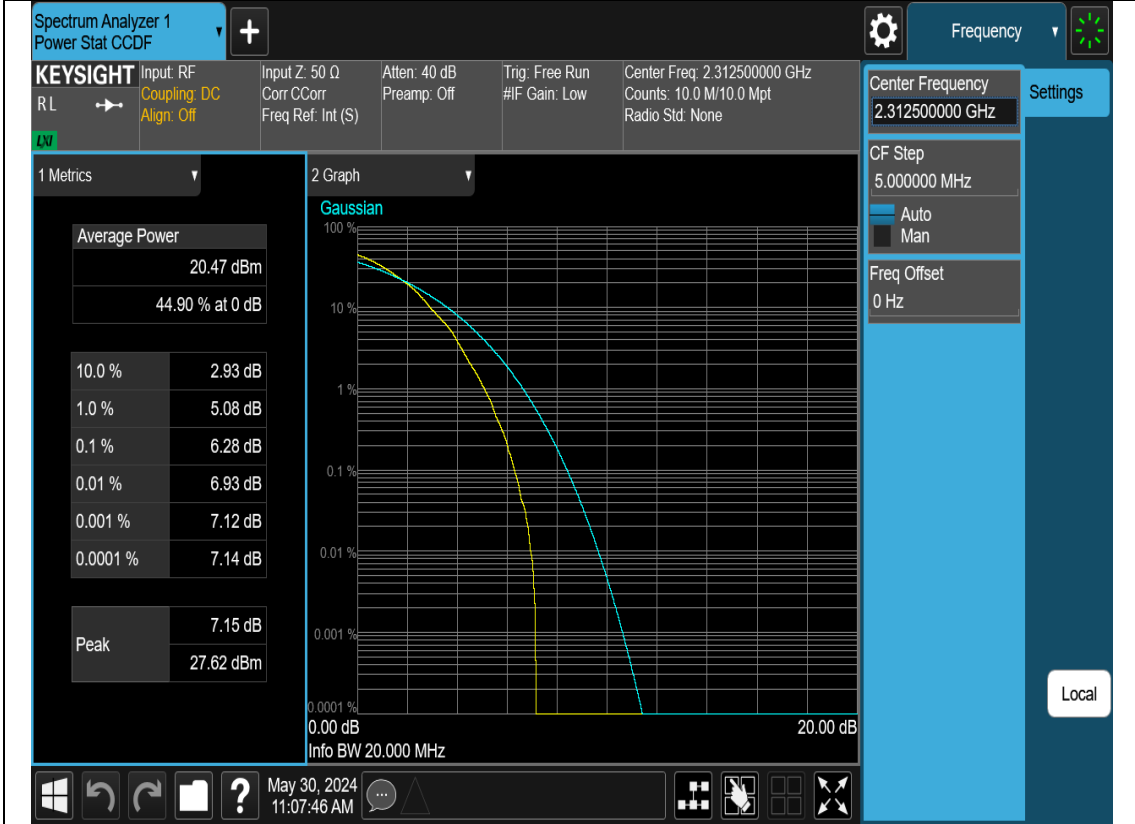 Spectrum Analyzer 1
Power Stat CCDF
Frequency
KEYSIGHT
RL
LXI
Input: RF
Coupling: DC
Align: Off
Input Z: 50 Ω
Corr CCorr
Freq Ref: Int (S)
Atten: 40 dB
Preamp: Off
Trig: Free Run
#IF Gain: Low
Center Freq: 2.312500000 GHz
Counts: 10.0 M/10.0 Mpt
Radio Std: None
Center Frequency
2.312500000 GHz
Settings
CF Step
5.000000 MHz
Auto
Man
Freq Offset
0 Hz
1 Metrics
Average Power
20.47 dBm
44.90 % at 0 dB
10.0 % 2.93 dB
1.0 % 5.08 dB
0.1 % 6.28 dB
0.01 % 6.93 dB
0.001 % 7.12 dB
0.0001 % 7.14 dB
Peak 7.15 dB
27.62 dBm
2 Graph
Gaussian
100 %
10 %
1 %
0.1 %
0.01 %
0.001 %
0.0001 %
0.00 dB 20.00 dB
Info BW 20.000 MHz
Local
?
May 30, 2024
11:07:46 AM